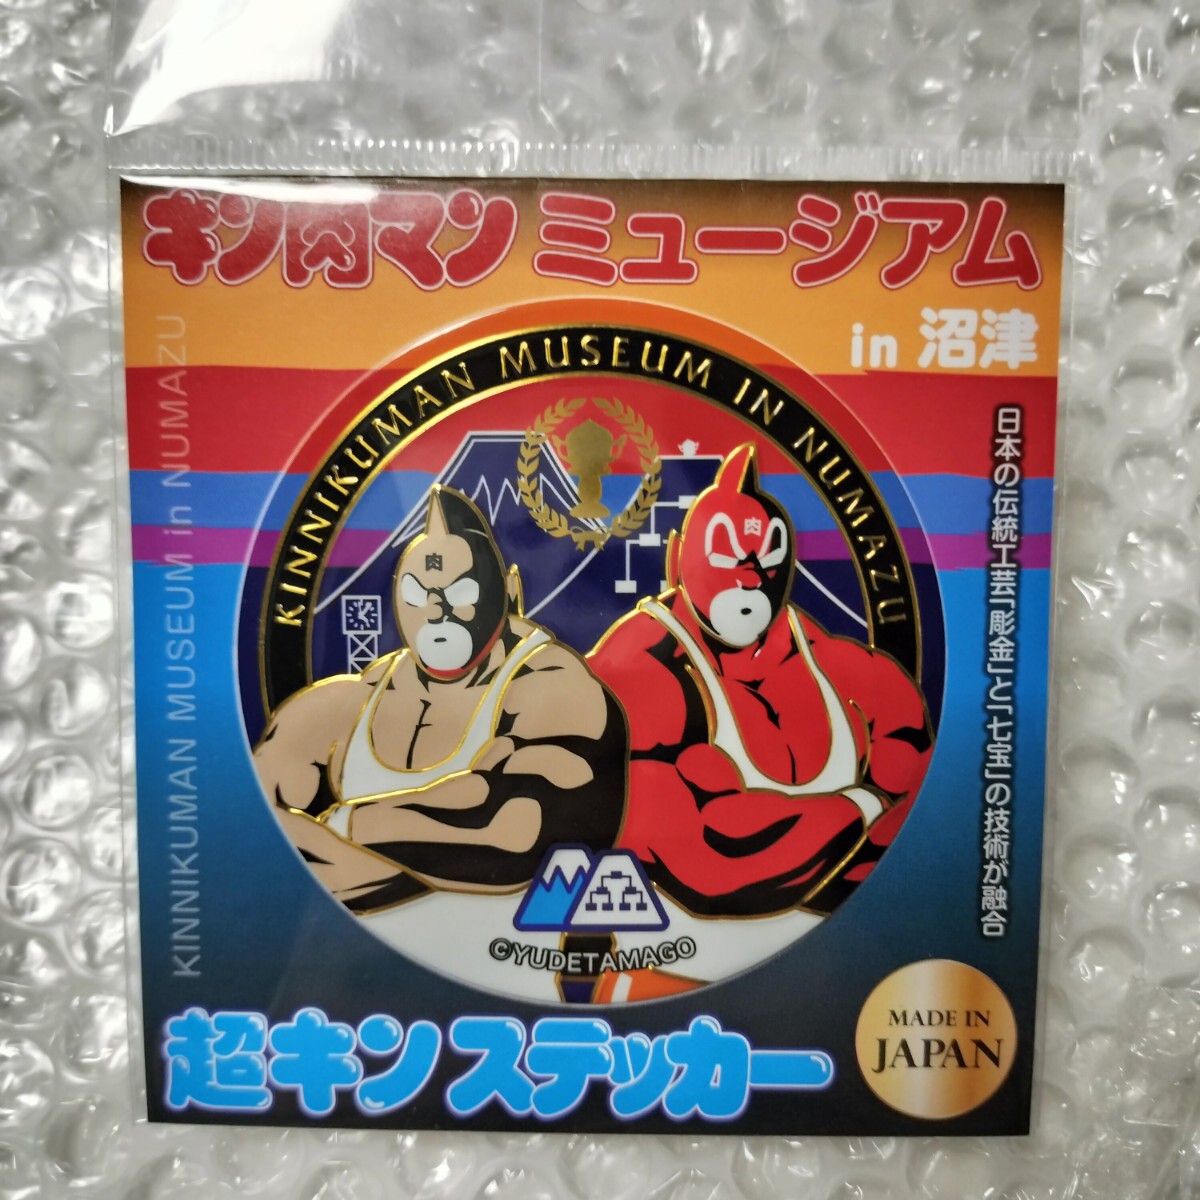 キン肉マン ミュージアム
in 沼津
KINNIKUMAN MUSEUM in NUMAZU
KINNIKUMAN MUSEUM IN NUMAZU
肉
肉
日本の伝統工芸「彫金」と「七宝」の技術が融合
©YUDETAMAGO
超キン ステッカー
MADE IN
JAPAN